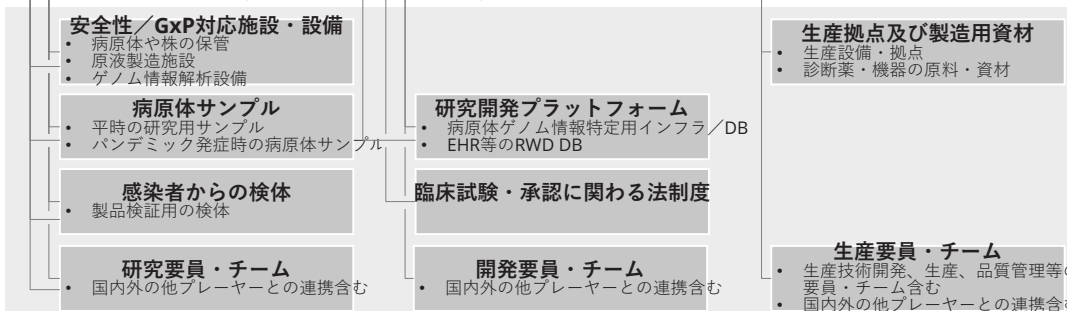 安全性／GxP対応施設・設備
• 病原体や株の保管
• 原液製造施設
• ゲノム情報解析設備
病原体サンプル
• 平時の研究用サンプル
• パンデミック発症時の病原体サンプル
感染者からの検体
• 製品検証用の検体
研究要員・チーム
• 国内外の他プレーヤーとの連携含む
研究開発プラットフォーム
• 病原体ゲノム情報特定用インフラ／DB
• EHR等のRWD DB
臨床試験・承認に関わる法制度
開発要員・チーム
• 国内外の他プレーヤーとの連携含む
生産拠点及び製造用資材
• 生産設備・拠点
• 診断薬・機器の原料・資材
生産要員・チーム
• 生産技術開発、生産、品質管理等の
要員・チーム含む
• 国内外の他プレーヤーとの連携含む